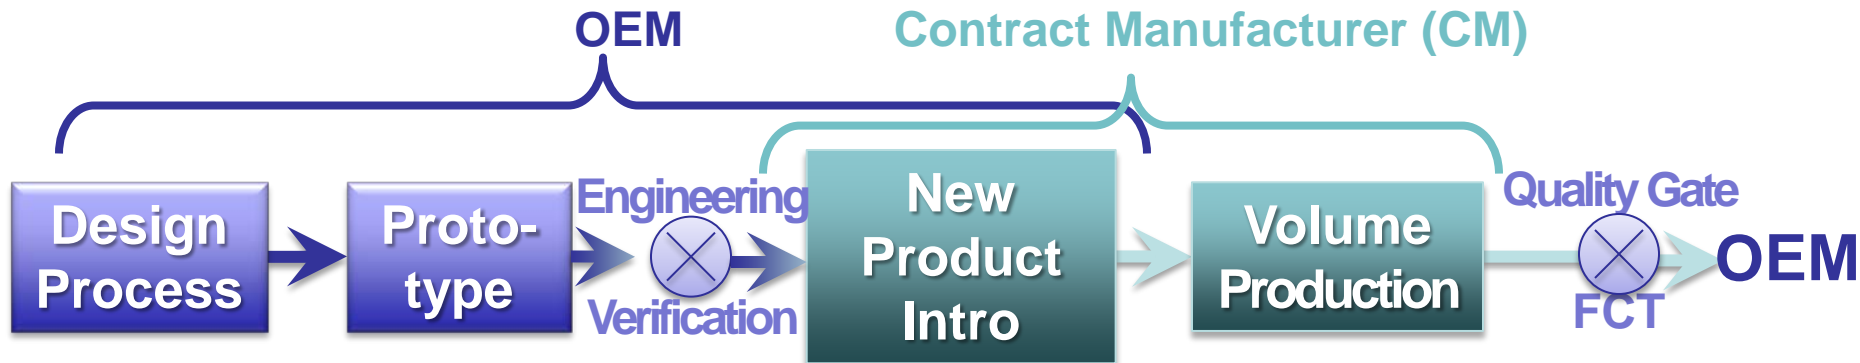 OEM
Contract Manufacturer (CM)
Design
Process
Proto-
type
Engineering
Verification
New
Product
Intro
Volume
Production
Quality Gate
FCT
OEM